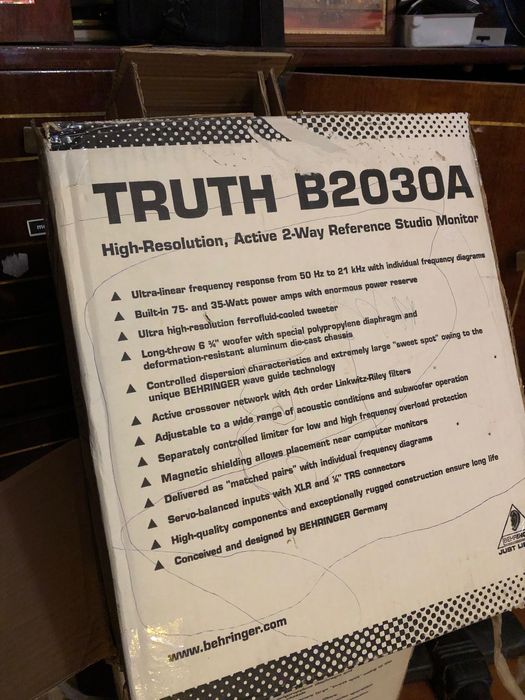 TRUTH B2030A
High-Resolution, Active 2-Way Reference Studio Monitor
▲ Ultra-linear frequency response from 50 Hz to 21 kHz with individual frequency diagrams
▲ Built-in 75- and 35-Watt power amps with enormous power reserve
▲ Ultra high-resolution ferrofluid-cooled tweeter
▲ Long-throw 6 ¾" woofer with special polypropylene diaphragm and
deformation-resistant aluminum die-cast chassis
▲ Controlled dispersion characteristics and extremely large "sweet spot" owing to the
unique BEHRINGER wave guide technology
▲ Active crossover network with 4th order Linkwitz-Riley filters
▲ Adjustable to a wide range of acoustic conditions and subwoofer operation
▲ Separately controlled limiter for low and high frequency overload protection
▲ Magnetic shielding allows placement near computer monitors
▲ Delivered as "matched pairs" with individual frequency diagrams
▲ Servo-balanced inputs with XLR and ¼" TRS connectors
▲ High-quality components and exceptionally rugged construction ensure long life
▲ Conceived and designed by BEHRINGER Germany
JUST
www.behringer.com